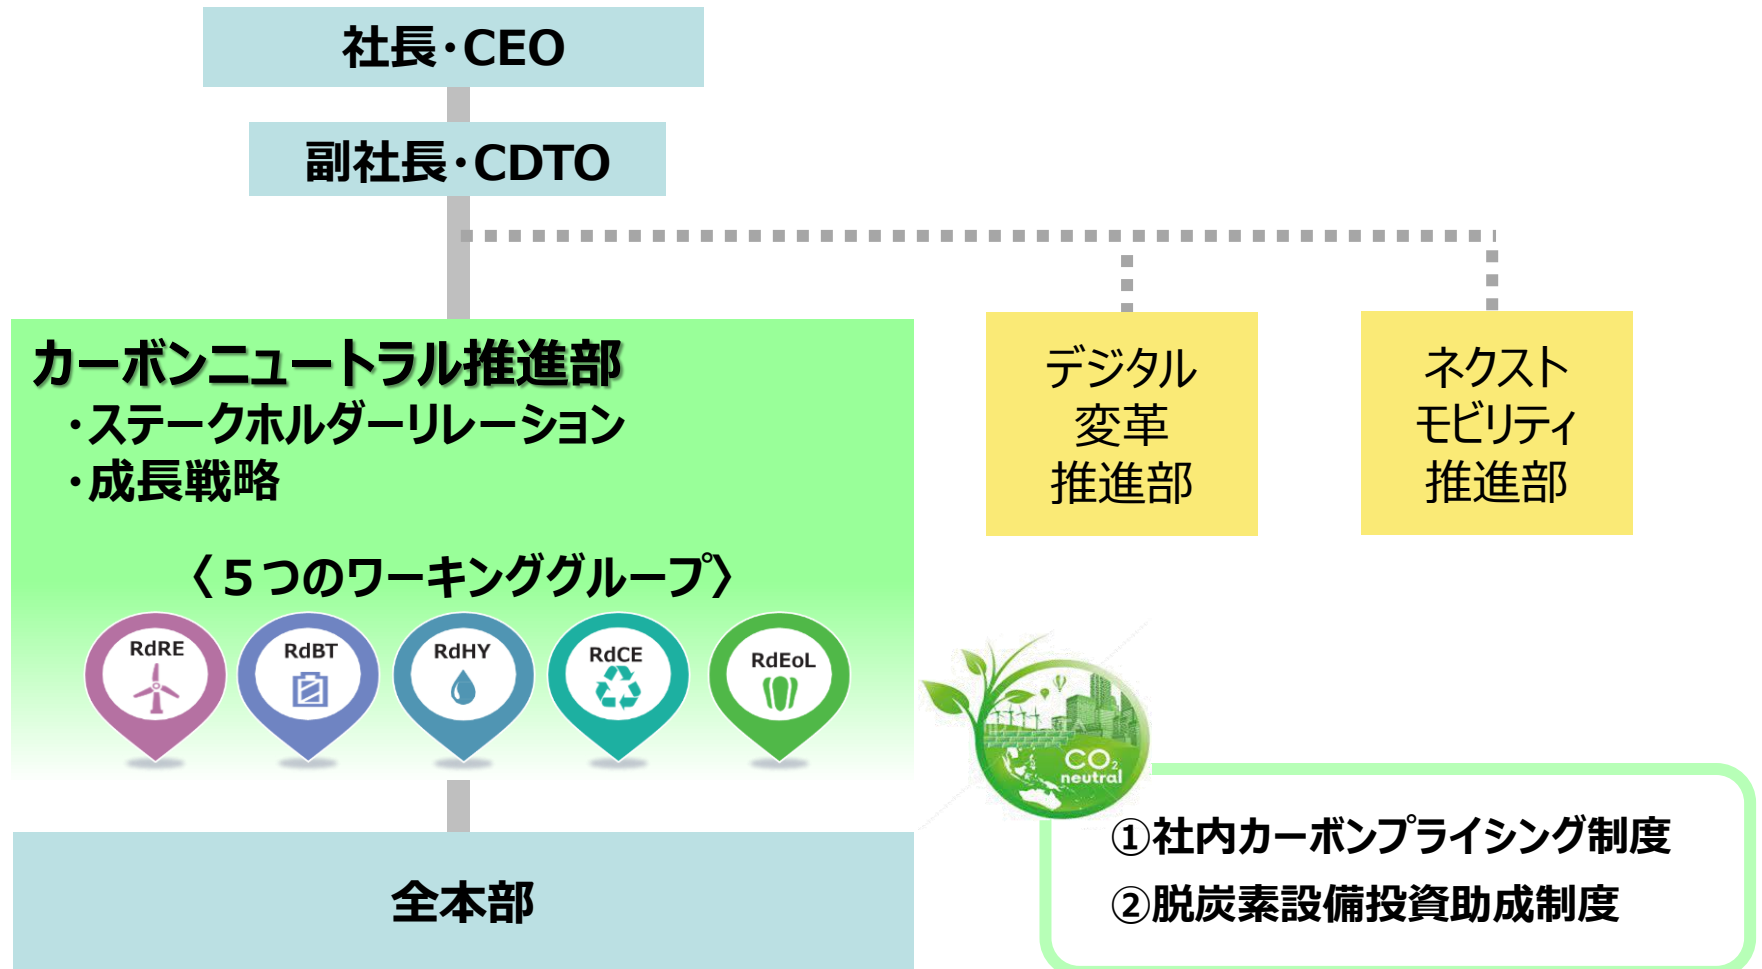 社長・CEO
副社長・CDTO
カーボンニュートラル推進部
・ステークホルダーリレーション
・成長戦略
〈５つのワーキンググループ〉
RdRE
RdBT
RdHY
RdCE
RdEoL
全本部
デジタル
変革
推進部
ネクスト
モビリティ
推進部
CO₂
neutral
①社内カーボンプライシング制度
②脱炭素設備投資助成制度